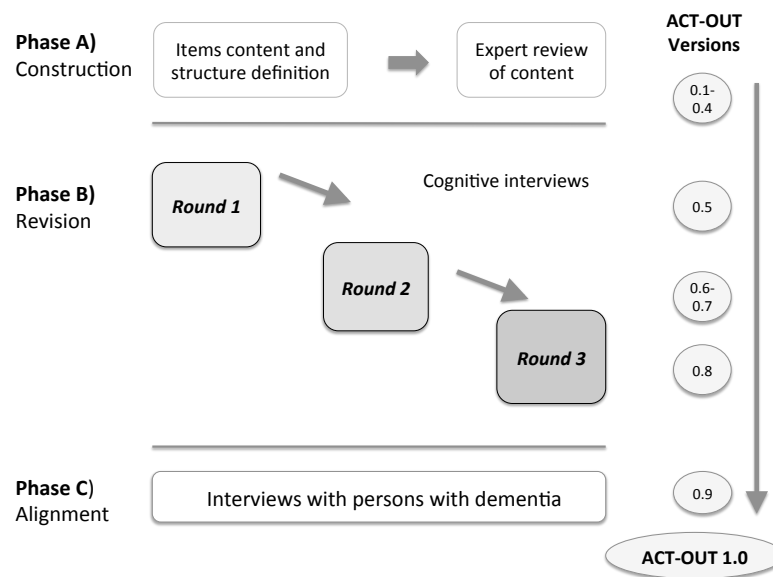 Phase A)
Construction
Items content and
structure definition
Expert review
of content
ACT-OUT
Versions
0.1-
0.4
Phase B)
Revision
Round 1
Cognitive interviews
0.5
Round 2
0.6-
0.7
Round 3
0.8
Phase C)
Alignment
Interviews with persons with dementia
0.9
ACT-OUT 1.0